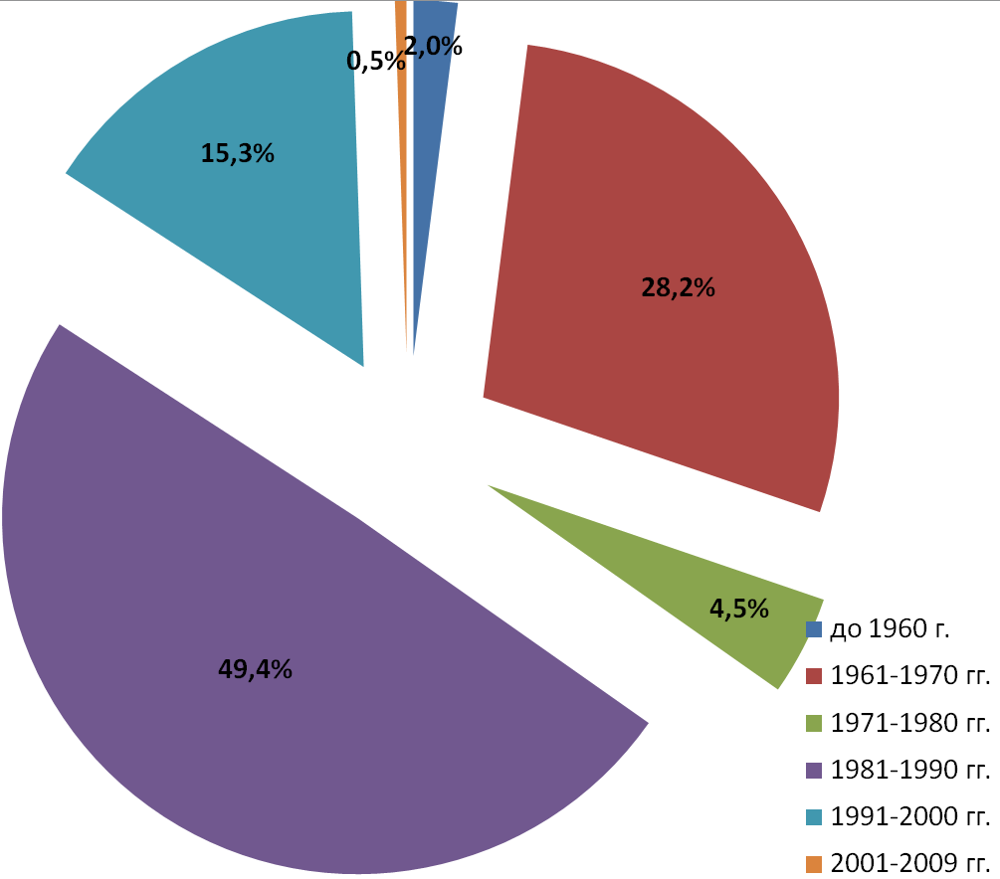 0,5%
2,0%
15,3%
28,2%
4,5%
49,4%
до 1960 г.
1961-1970 гг.
1971-1980 гг.
1981-1990 гг.
1991-2000 гг.
2001-2009 гг.